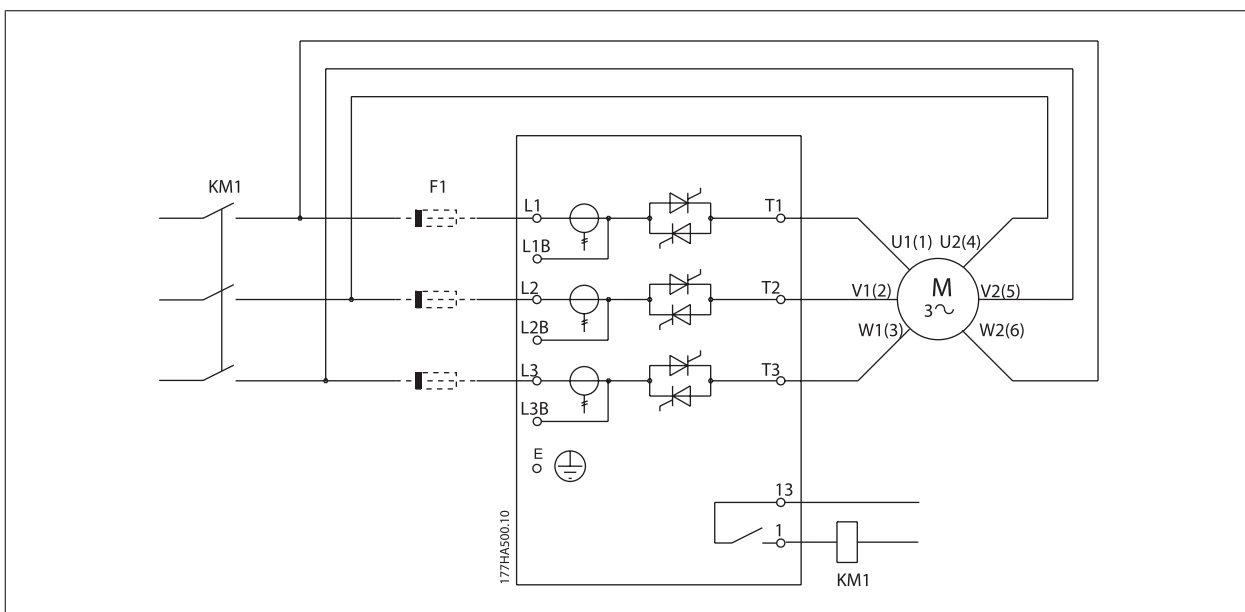 KM1
F1
L1
T1
U1(1) U2(4)
L1B
L2
T2
V1(2)
M
3~
V2(5)
L2B
W1(3)
W2(6)
L3
T3
L3B
E
13
1
KM1
177HA500.10